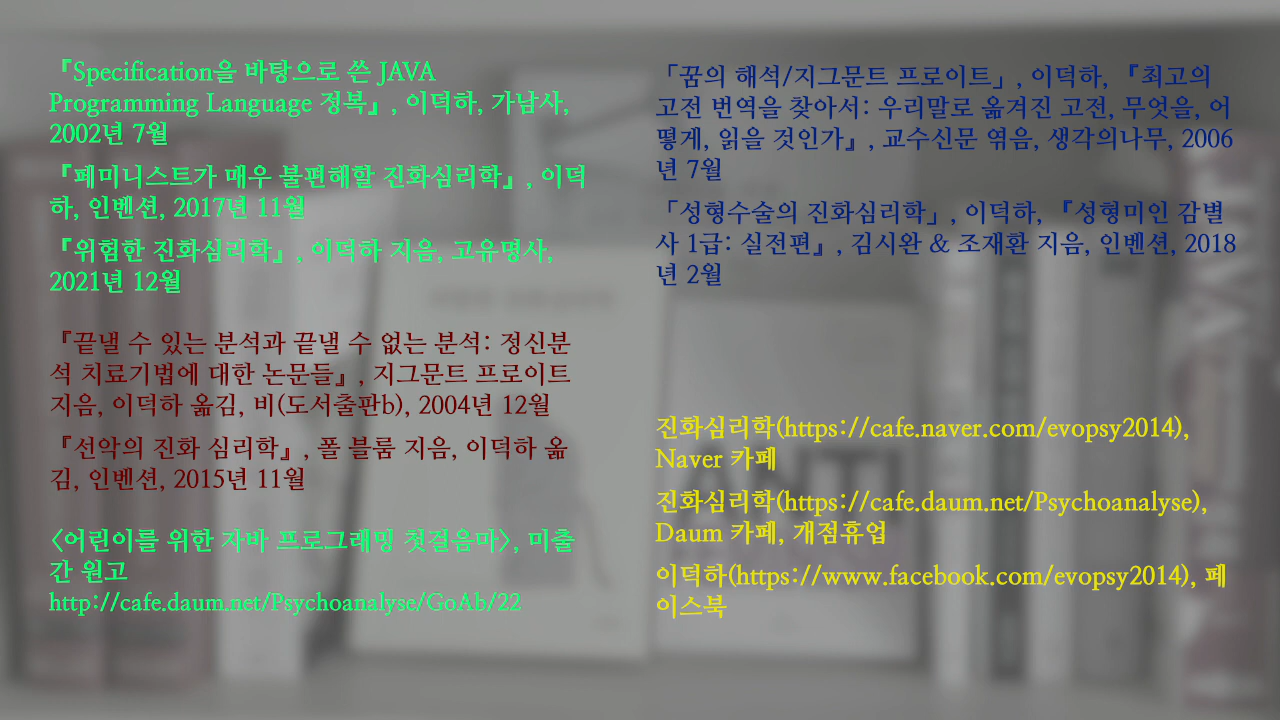 『Specification을 바탕으로 쓴 JAVA
Programming Language 정복』, 이덕하, 가남사,
2002년 7월
『페미니스트가 매우 불편해할 진화심리학』, 이덕
하, 인벤션, 2017년 11월
『위험한 진화심리학』, 이덕하 지음, 고유명사,
2021년 12월
『끝낼 수 있는 분석과 끝낼 수 없는 분석: 정신분
석 치료기법에 대한 논문들』, 지그문트 프로이트
지음, 이덕하 옮김, 비(도서출판b), 2004년 12월
『선악의 진화 심리학』, 폴 블룸 지음, 이덕하 옮
김, 인벤션, 2015년 11월
<어린이를 위한 자바 프로그래밍 첫걸음마>, 미출
간 원고
http://cafe.daum.net/Psychoanalyse/GoAb/22
「꿈의 해석/지그문트 프로이트」, 이덕하, 『최고의
고전 번역을 찾아서: 우리말로 옮겨진 고전, 무엇을, 어
떻게, 읽을 것인가』, 교수신문 엮음, 생각의나무, 2006
년 7월
「성형수술의 진화심리학」, 이덕하, 『성형미인 감별
사 1급: 실전편』, 김시완 & 조재환 지음, 인벤션, 2018
년 2월
진화심리학(https://cafe.naver.com/evopsy2014),
Naver 카페
진화심리학(https://cafe.daum.net/Psychoanalyse),
Daum 카페, 개점휴업
이덕하(https://www.facebook.com/evopsy2014), 페
이스북